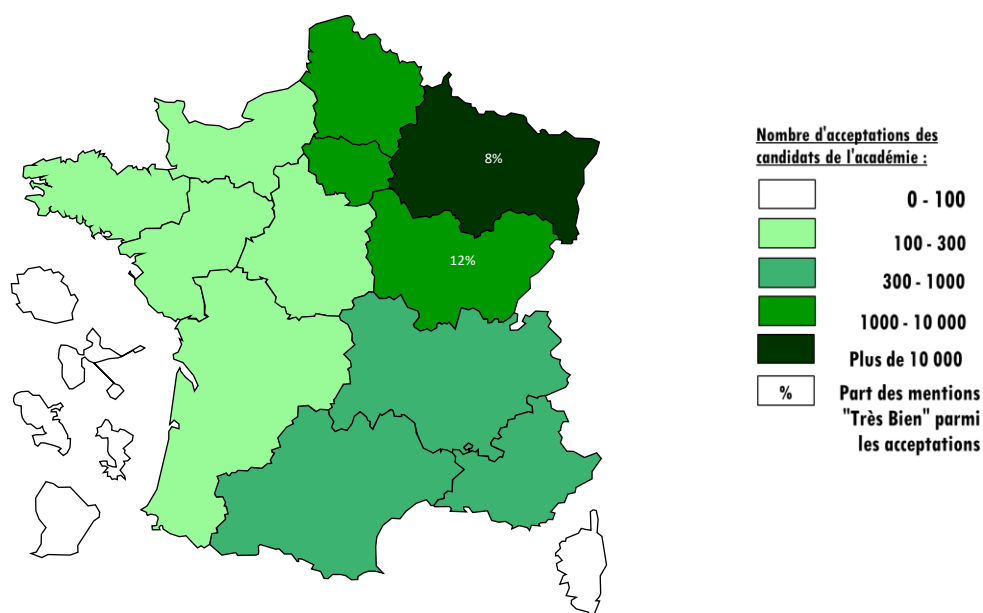 8%
12%
Nombre d'acceptations des
candidats de l'académie :
0 - 100
100 - 300
300 - 1000
1000 - 10 000
Plus de 10 000
% Part des mentions
"Très Bien" parmi
les acceptations